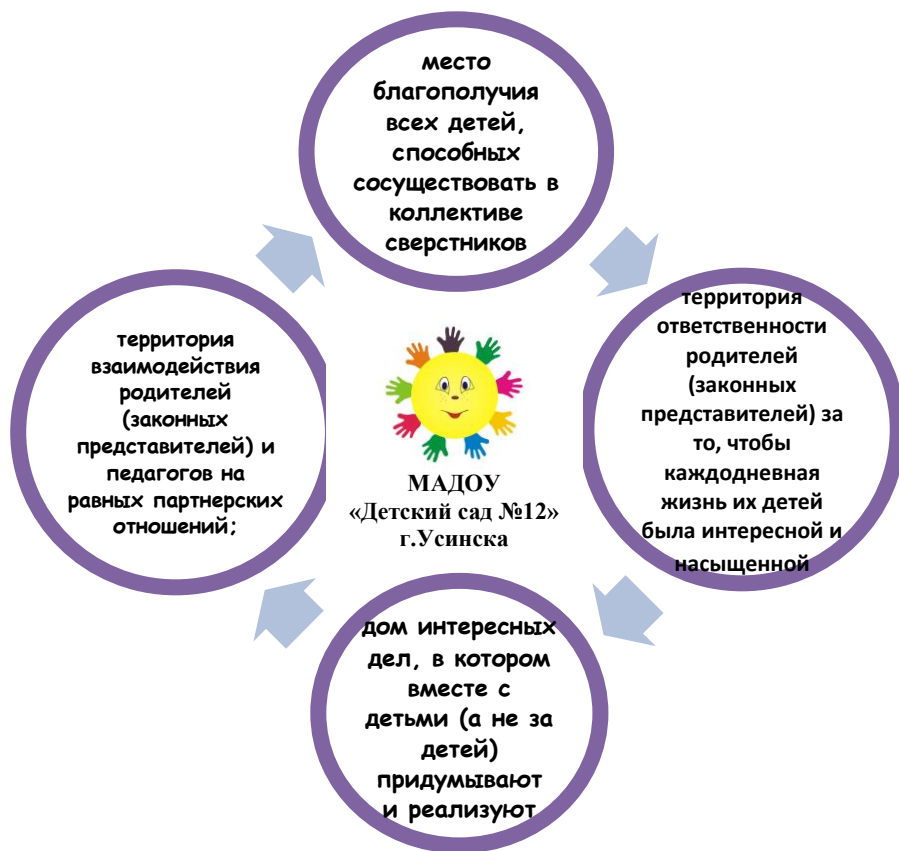 место
благополучия
всех детей,
способных
сосуществовать в
коллективе
сверстников
территория
ответственности
родителей
(законных
представителей) за
то, чтобы
каждодневная
жизнь их детей
была интересной и
насыщенной
дом интересных
дел, в котором
вместе с
детьми (а не за
детей)
придумывают
и реализуют
территория
взаимодействия
родителей
(законных
представителей) и
педагогов на
равных партнерских
отношений;
МАДОУ
«Детский сад №12»
г.Усинска